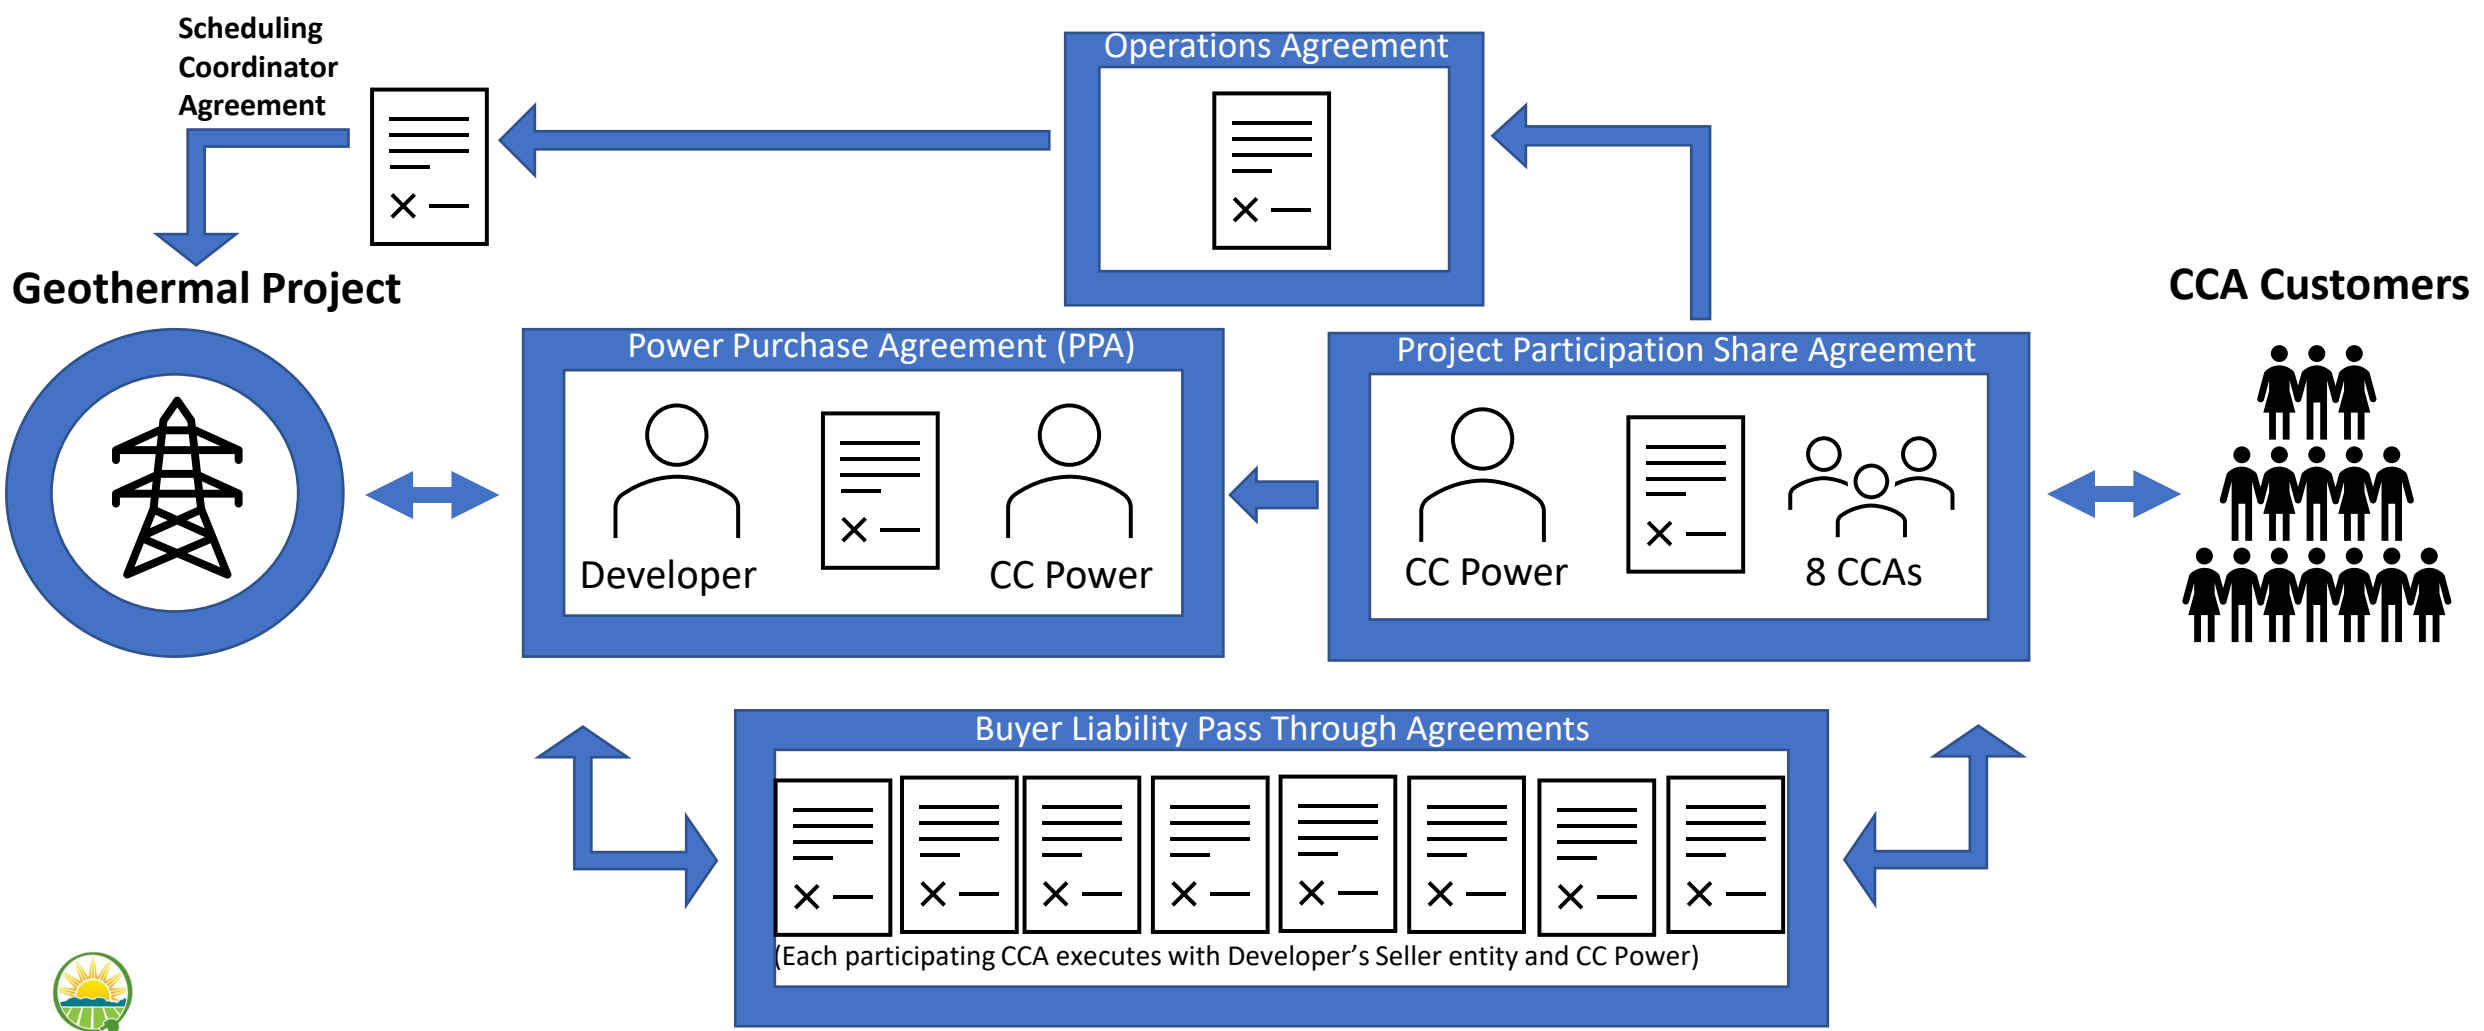 Scheduling
Coordinator
Agreement
Operations Agreement
Geothermal Project
CCA Customers
Power Purchase Agreement (PPA)
Project Participation Share Agreement
Developer
CC Power
CC Power
8 CCAs
Buyer Liability Pass Through Agreements
(Each participating CCA executes with Developer’s Seller entity and CC Power)